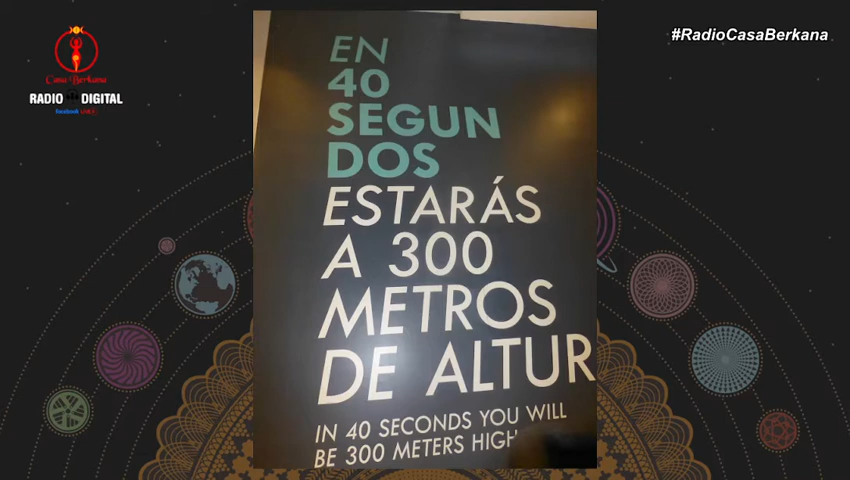 #RadioCasaBerkana
Casa Berkana
RADIO DIGITAL
EN
40
SEGUN
DOS
ESTARÁS
A 300
METROS
DE ALTUR
IN 40 SECONDS YOU WILL
BE 300 METERS HIGH